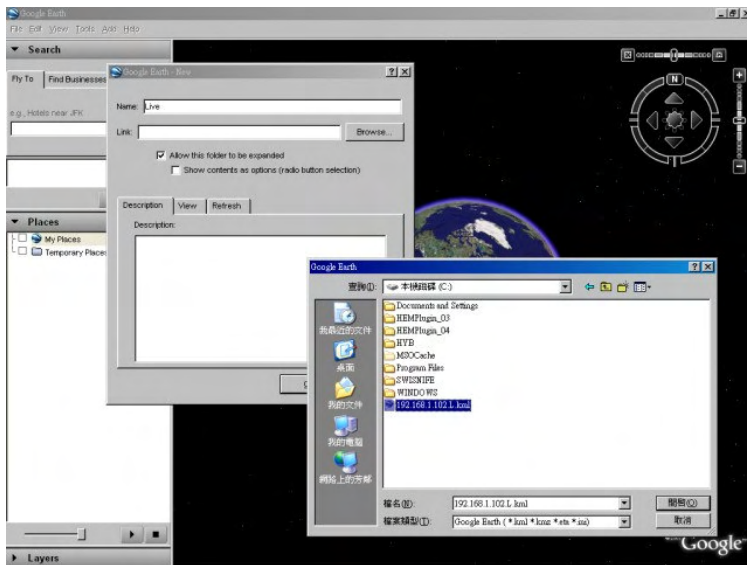 Google Earth
File Edit View Tools Add Help
Search
Fly To Find Businesses
e.g., Hotels near JFK
Places
My Places
Temporary Places
Layers
Google Earth - New
Name: Live
Link:
Browse...
Allow this folder to be expanded
Show contents as options (radio button selection)
Description View Refresh
Description:
N
Google Earth
查詢(I): 本機磁碟 (C:)
我最近的文件
桌面
我的文件
我的電腦
網路上的芳鄰
Documents and Settings
HEMPlugin_03
HEMPlugin_04
HYB
MSOCache
Program Files
SWISNIFE
WINDOWS
192.168.1.102.L.kml
檔名(N): 192.168.1.102.L.kml
開啟(O)
檔案類型(T): Google Earth (*.kml *.kmz *.eta *.ini)
取消
Google